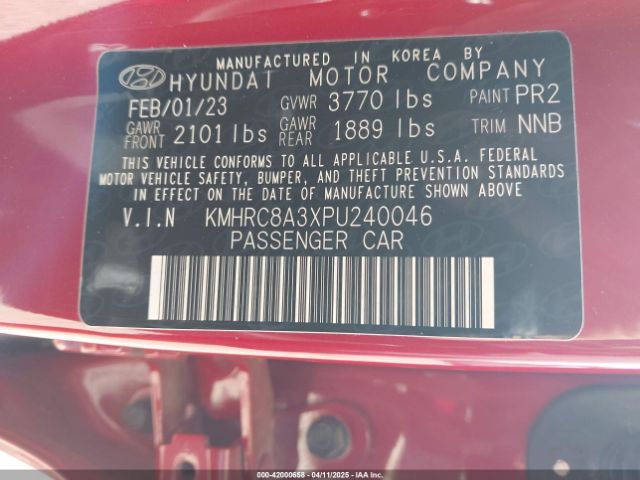 MANUFACTURED IN KOREA BY
HYUNDAI MOTOR COMPANY
FEB/01/23 GVWR 3770 lbs PAINT PR2
GAWR FRONT 2101 lbs GAWR REAR 1889 lbs TRIM NNB
THIS VEHICLE CONFORMS TO ALL APPLICABLE U.S.A. FEDERAL
MOTOR VEHICLE SAFETY, BUMPER, AND THEFT PREVENTION STANDARDS
IN EFFECT ON THE DATE OF MANUFACTURE SHOWN ABOVE
V.I.N KMHRC8A3XPU240046
PASSENGER CAR
000-42000658 - 04/11/2025 - IAA Inc.